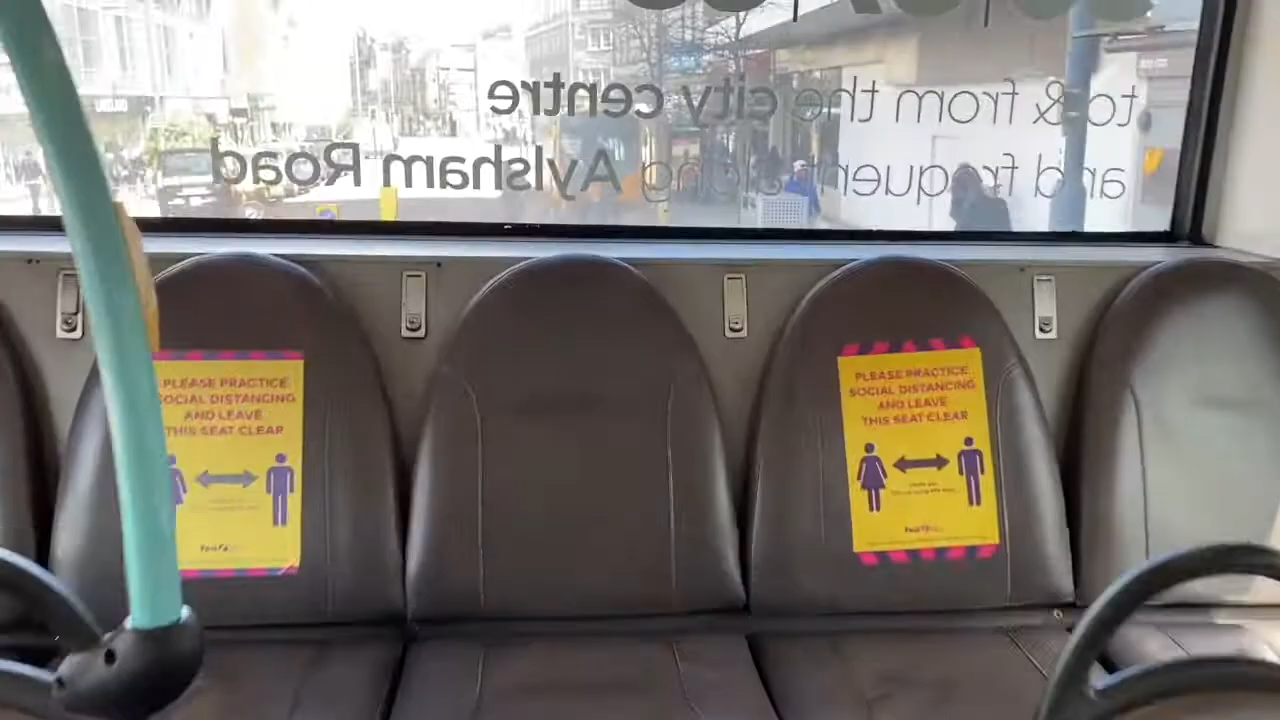 to & from the city centre
and frequent along Aylsham Road
PLEASE PRACTICE
SOCIAL DISTANCING
AND LEAVE
THIS SEAT CLEAR
PLEASE PRACTICE
SOCIAL DISTANCING
AND LEAVE
THIS SEAT CLEAR